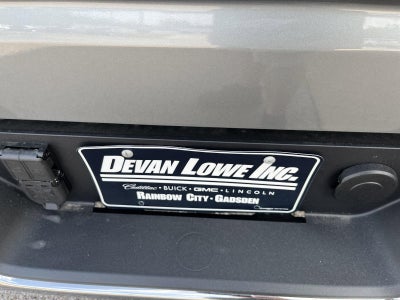 DEVAN LOWE INC.
Cadillac · BUICK · GMC · LINCOLN
RAINBOW CITY - GADSDEN